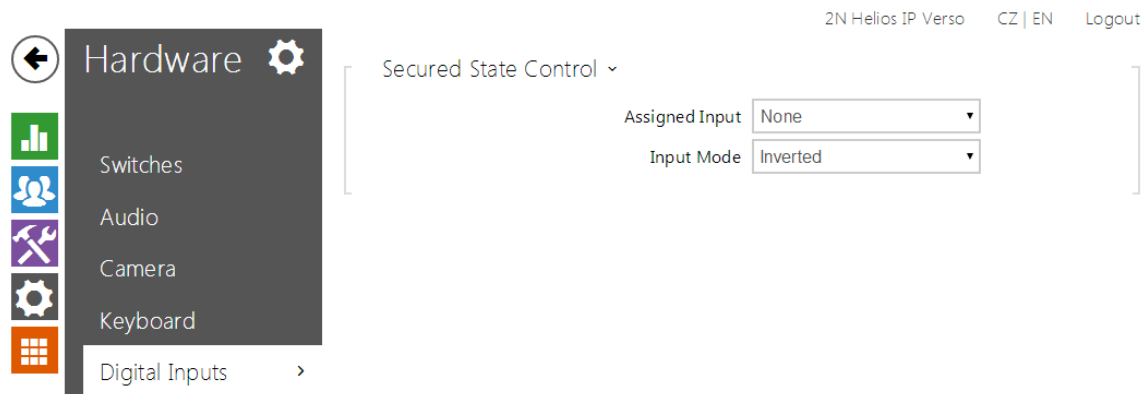 2N Helios IP Verso CZ | EN Logout
Hardware
Secured State Control
Assigned Input None
Input Mode Inverted
Switches
Audio
Camera
Keyboard
Digital Inputs